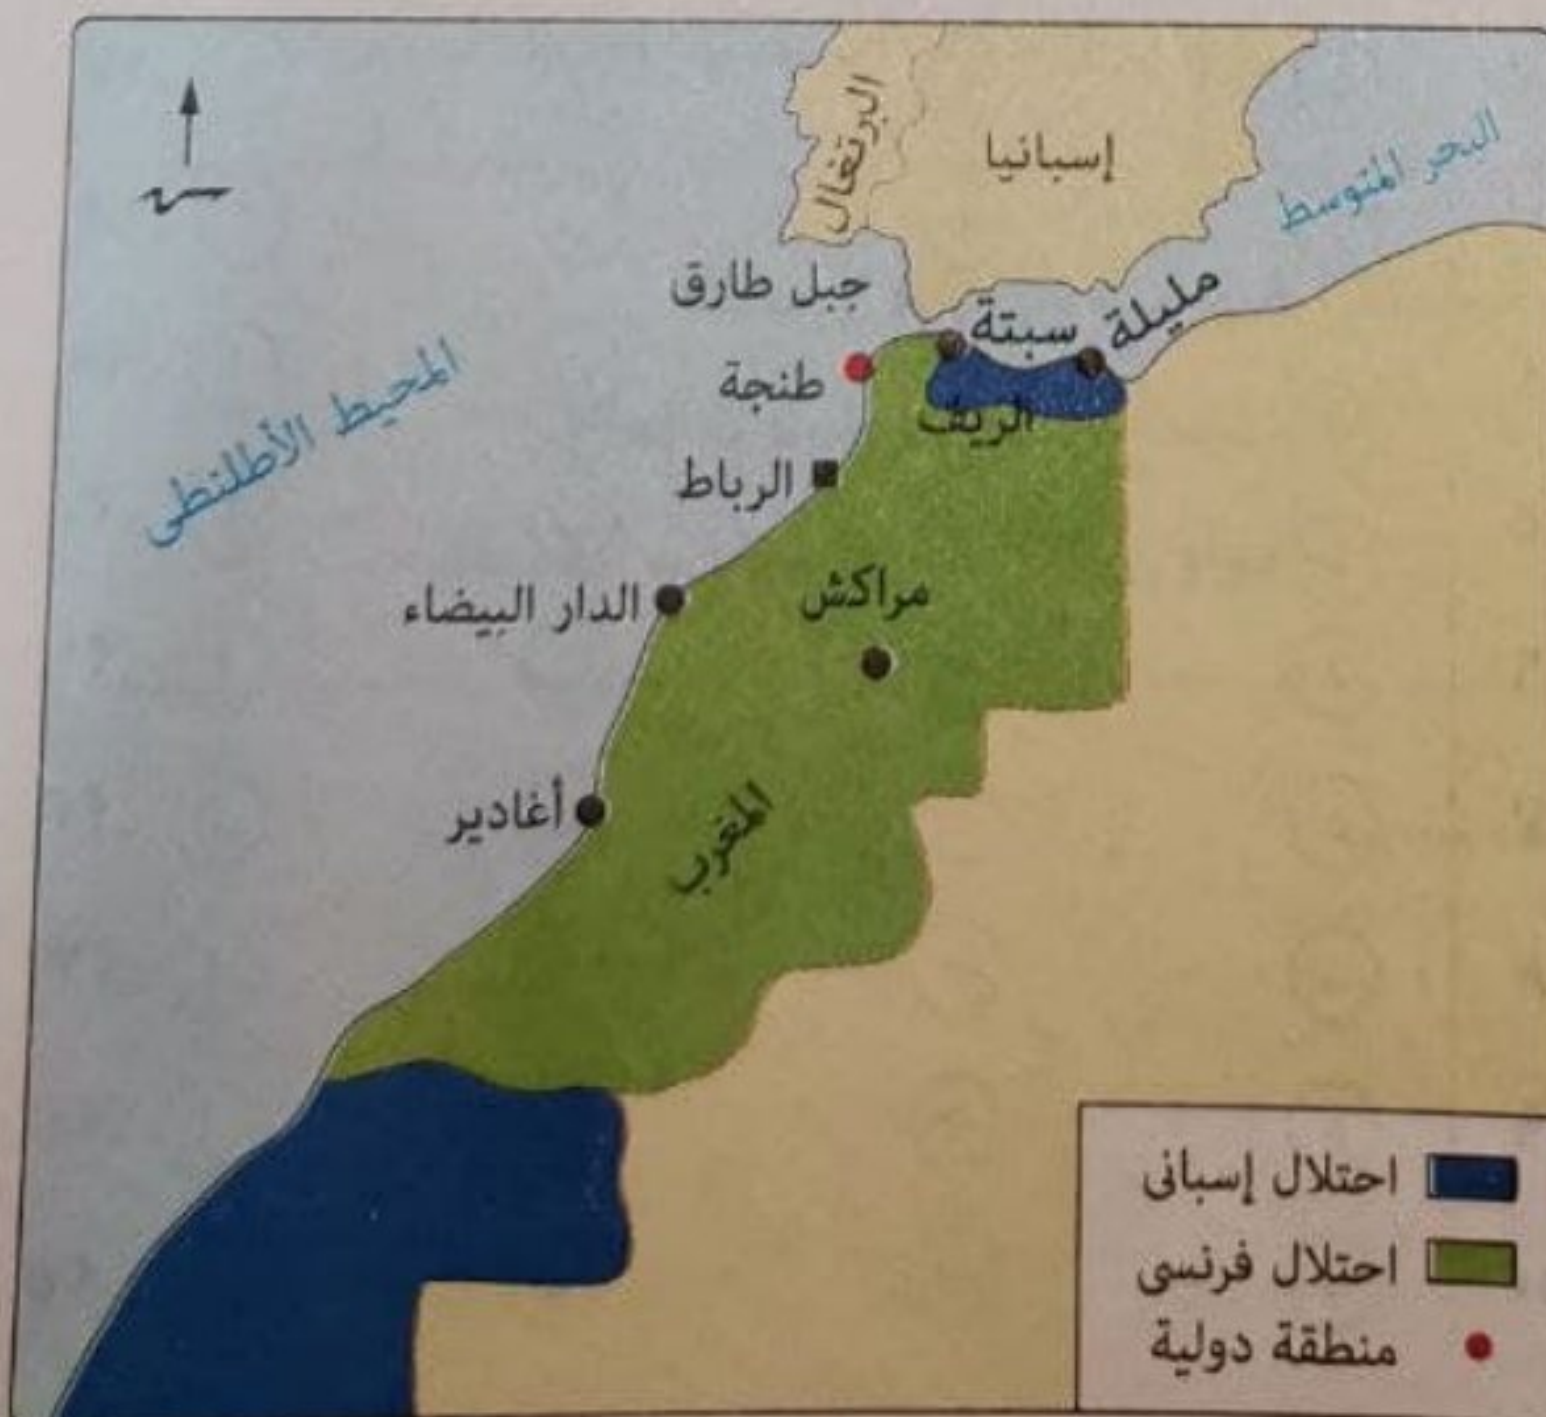 البرتغال
إسبانيا
البحر المتوسط
جبل طارق
سبتة
مليلة
طنجة
الريف
المحيط الأطلنطى
الرباط
الدار البيضاء
مراكش
أغادير
المغرب
احتلال إسبانى
احتلال فرنسى
منطقة دولية